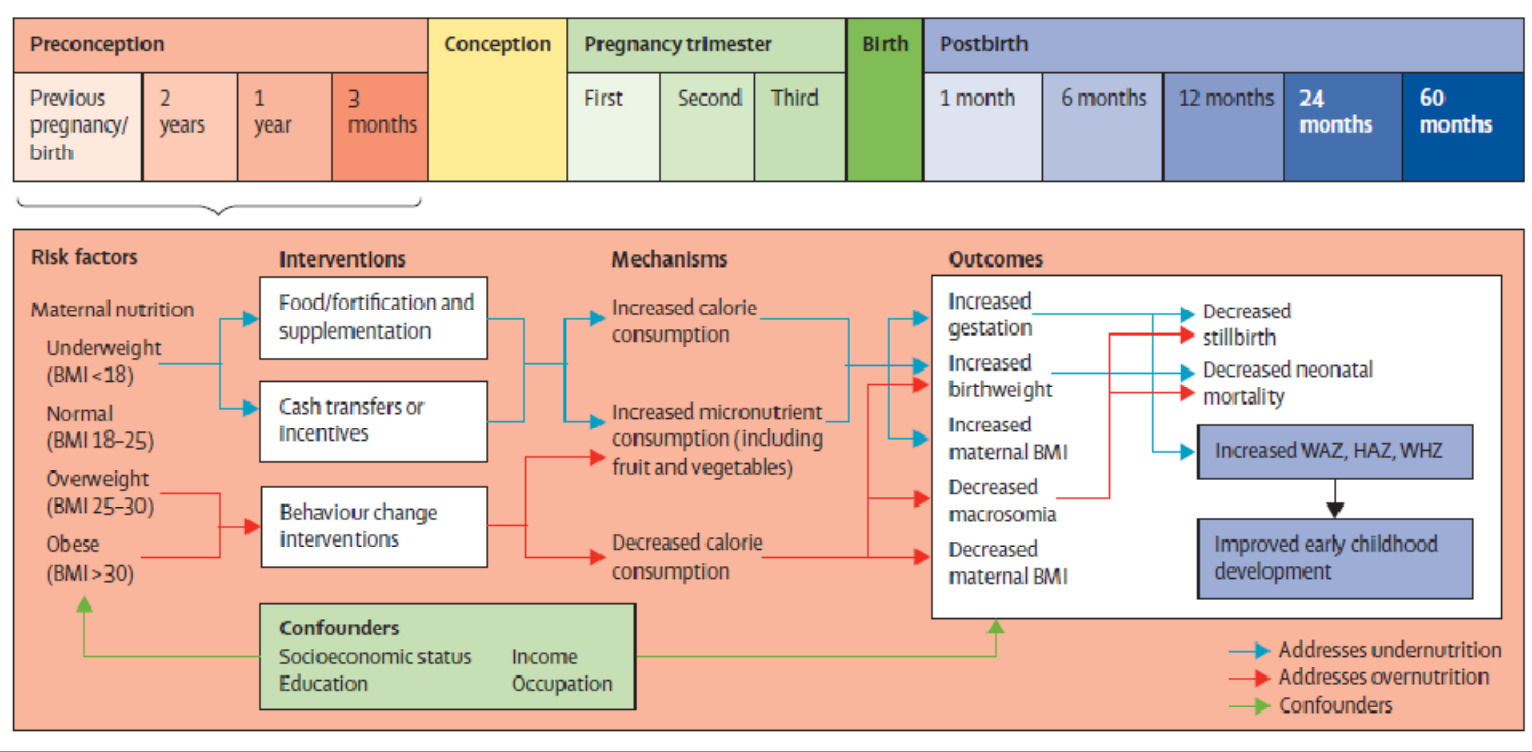 Preconception
Conception
Pregnancy trimester
Birth
Postbirth
Previous
pregnancy/
birth
2
years
1
year
3
months
First
Second
Third
1 month
6 months
12 months
24
months
60
months
Risk factors
Maternal nutrition
Underweight
(BMI <18)
Normal
(BMI 18–25)
Overweight
(BMI 25–30)
Obese
(BMI >30)
Interventions
Food/fortification and
supplementation
Cash transfers or
incentives
Behaviour change
interventions
Confounders
Socioeconomic status
Income
Education
Occupation
Mechanisms
Increased calorie
consumption
Increased micronutrient
consumption (including
fruit and vegetables)
Decreased calorie
consumption
Outcomes
Increased
gestation
Increased
birthweight
Increased
maternal BMI
Decreased
macrosomia
Decreased
maternal BMI
Decreased
stillbirth
Decreased neonatal
mortality
Increased WAZ, HAZ, WHZ
Improved early childhood
development
Addresses undernutrition
Addresses overnutrition
Confounders